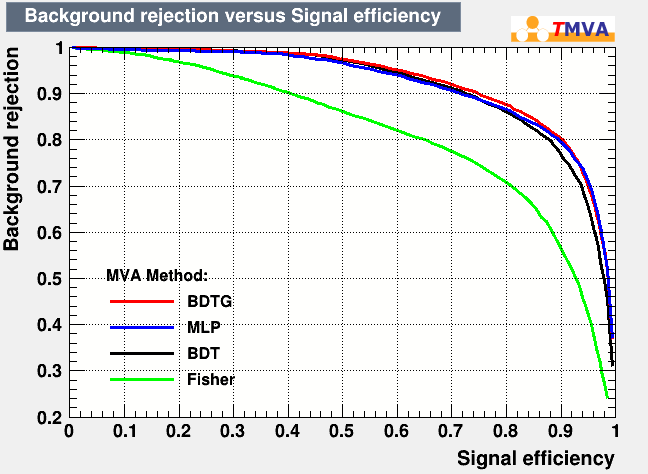 Background rejection versus Signal efficiency
TMVA
Background rejection
1
0.9
0.8
0.7
0.6
0.5
0.4
0.3
0.2
MVA Method:
BDTG
MLP
BDT
Fisher
0 0.1 0.2 0.3 0.4 0.5 0.6 0.7 0.8 0.9 1
Signal efficiency